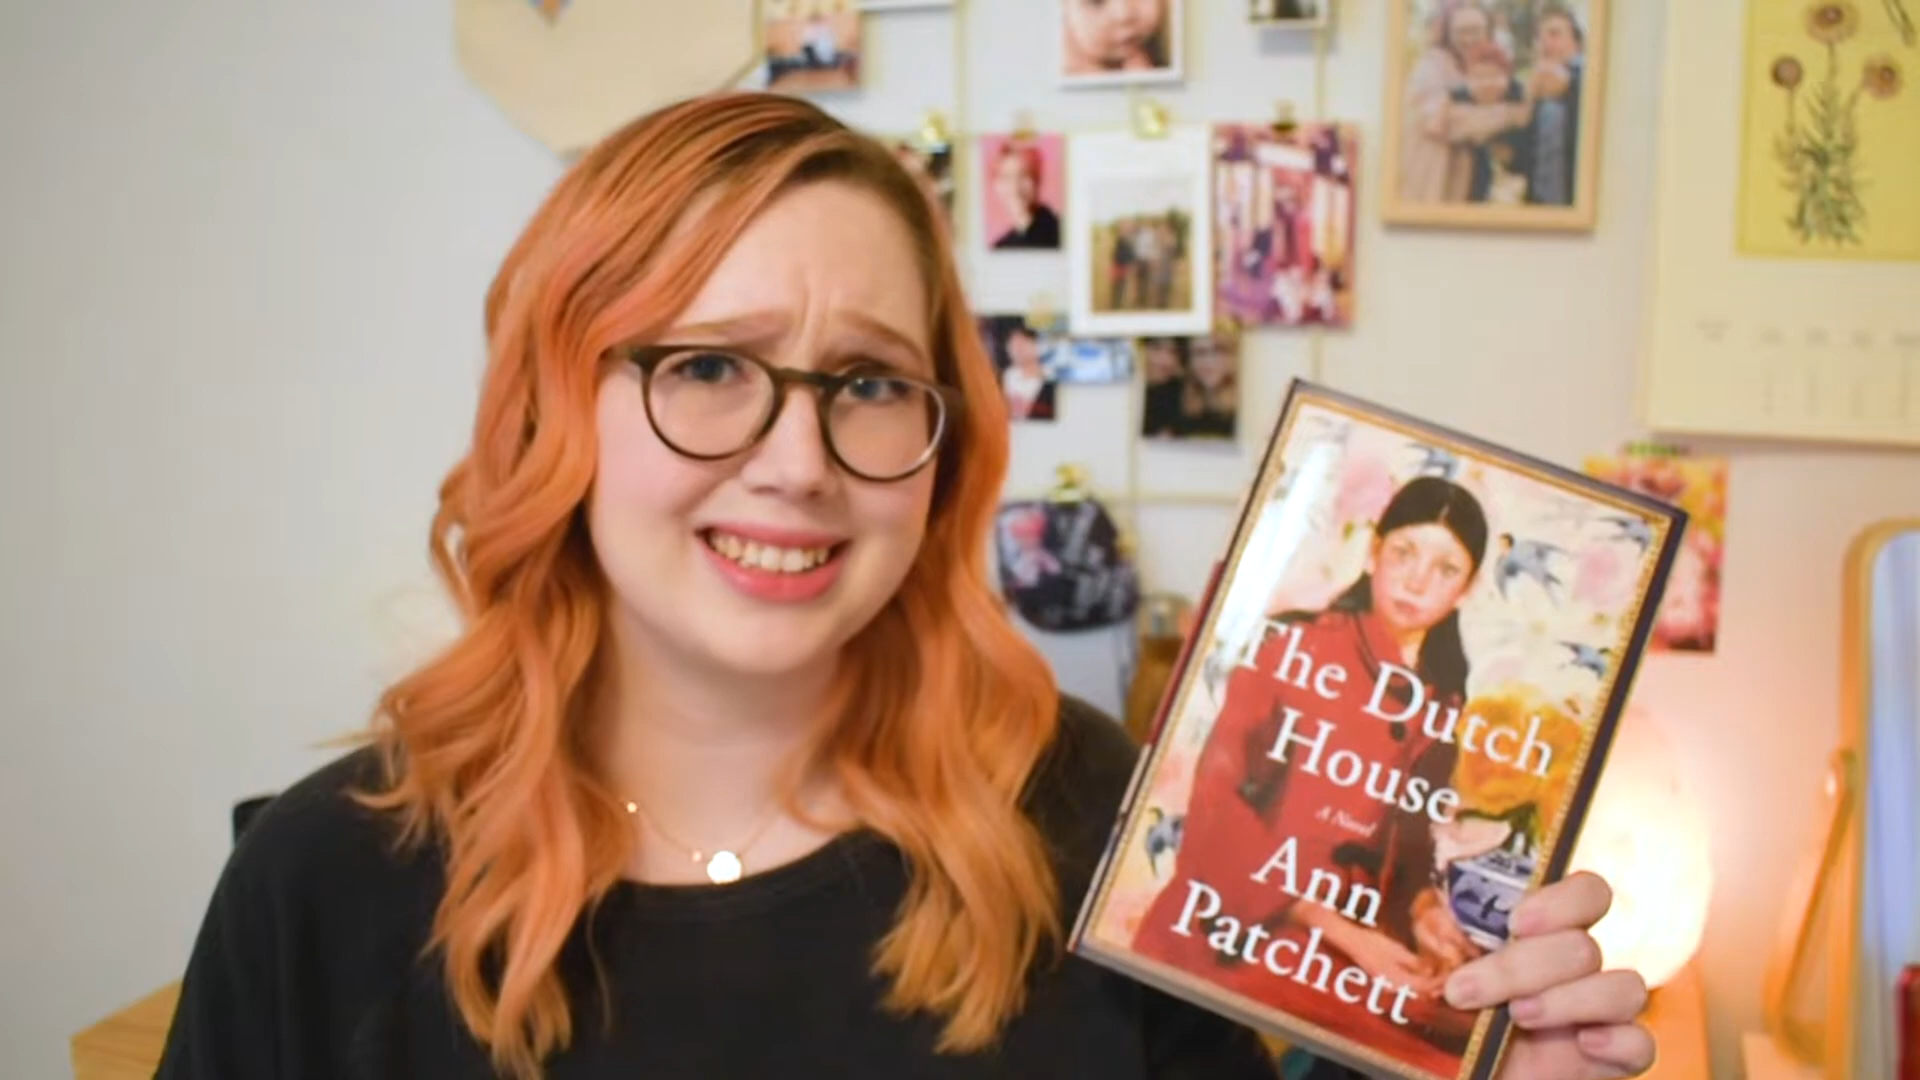 The Dutch
House
A Novel
Ann
Patchett